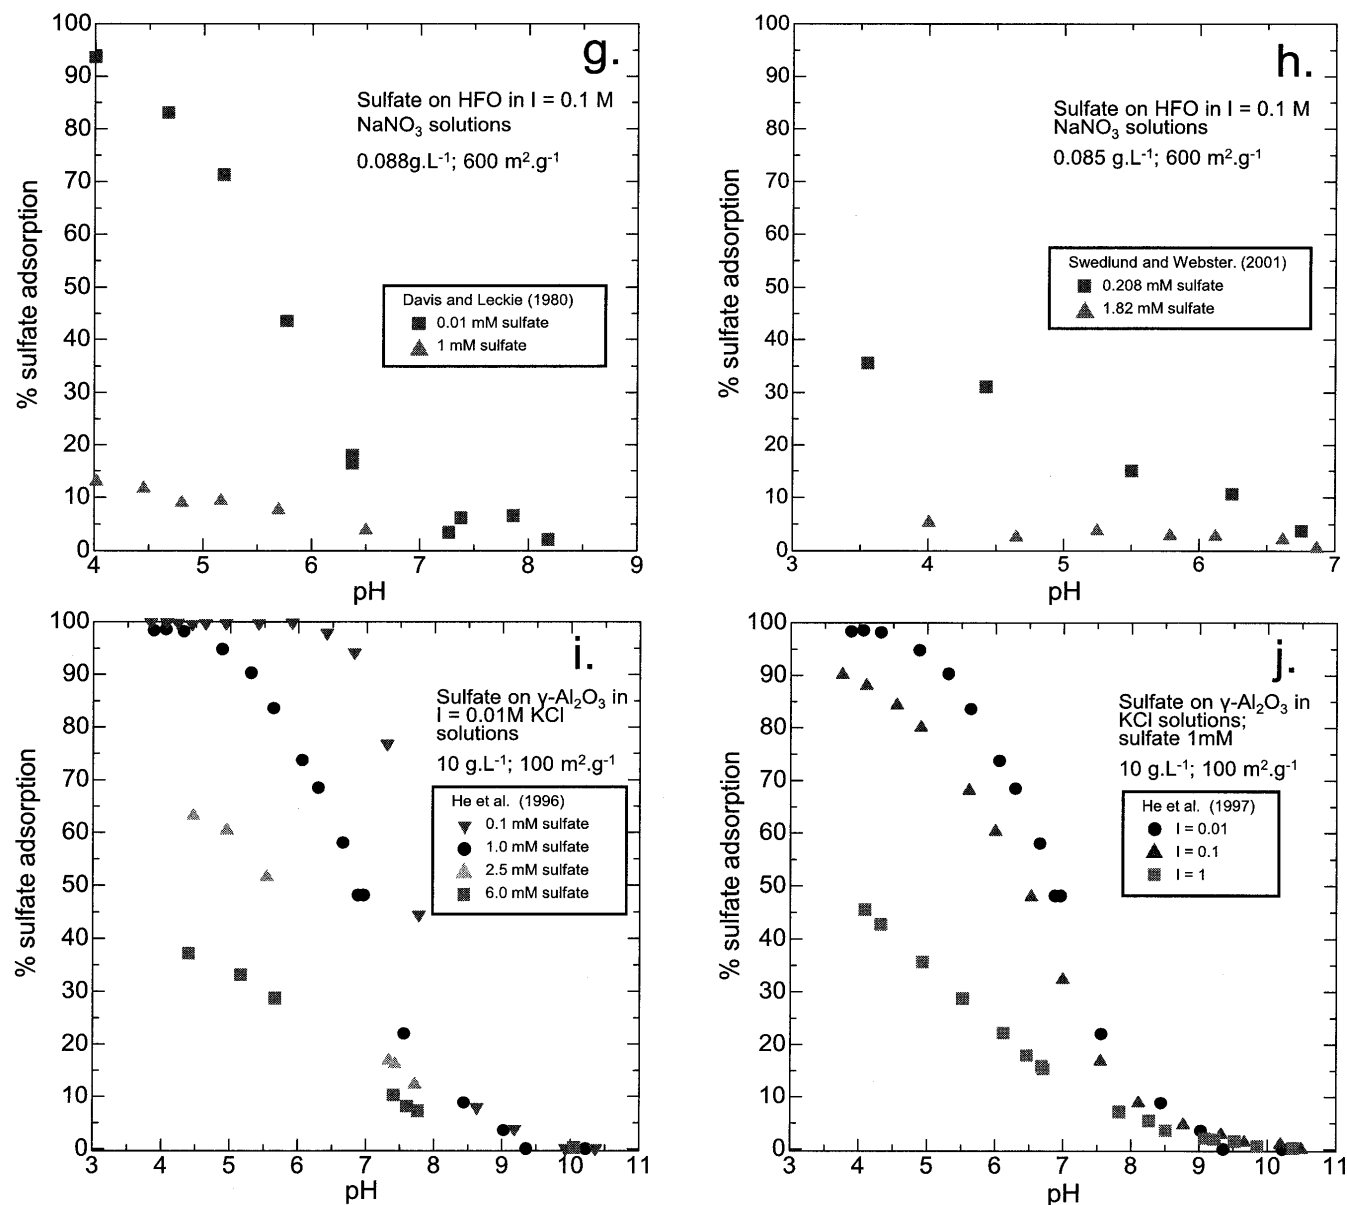 g.
Sulfate on HFO in I = 0.1 M
NaNO₃ solutions
0.088g.L⁻¹; 600 m².g⁻¹
Davis and Leckie (1980)
0.01 mM sulfate
1 mM sulfate
% sulfate adsorption
100
90
80
70
60
50
40
30
20
10
0
4 5 6 7 8 9
pH
h.
Sulfate on HFO in I = 0.1 M
NaNO₃ solutions
0.085 g.L⁻¹; 600 m².g⁻¹
Swedlund and Webster. (2001)
0.208 mM sulfate
1.82 mM sulfate
% sulfate adsorption
100
90
80
70
60
50
40
30
20
10
0
3 4 5 6 7
pH
i.
Sulfate on γ-Al₂O₃ in
I = 0.01M KCl
solutions
10 g.L⁻¹; 100 m².g⁻¹
He et al. (1996)
0.1 mM sulfate
1.0 mM sulfate
2.5 mM sulfate
6.0 mM sulfate
% sulfate adsorption
100
90
80
70
60
50
40
30
20
10
0
3 4 5 6 7 8 9 10 11
pH
j.
Sulfate on γ-Al₂O₃ in
KCl solutions;
sulfate 1mM
10 g.L⁻¹; 100 m².g⁻¹
He et al. (1997)
I = 0.01
I = 0.1
I = 1
% sulfate adsorption
100
90
80
70
60
50
40
30
20
10
0
3 4 5 6 7 8 9 10 11
pH